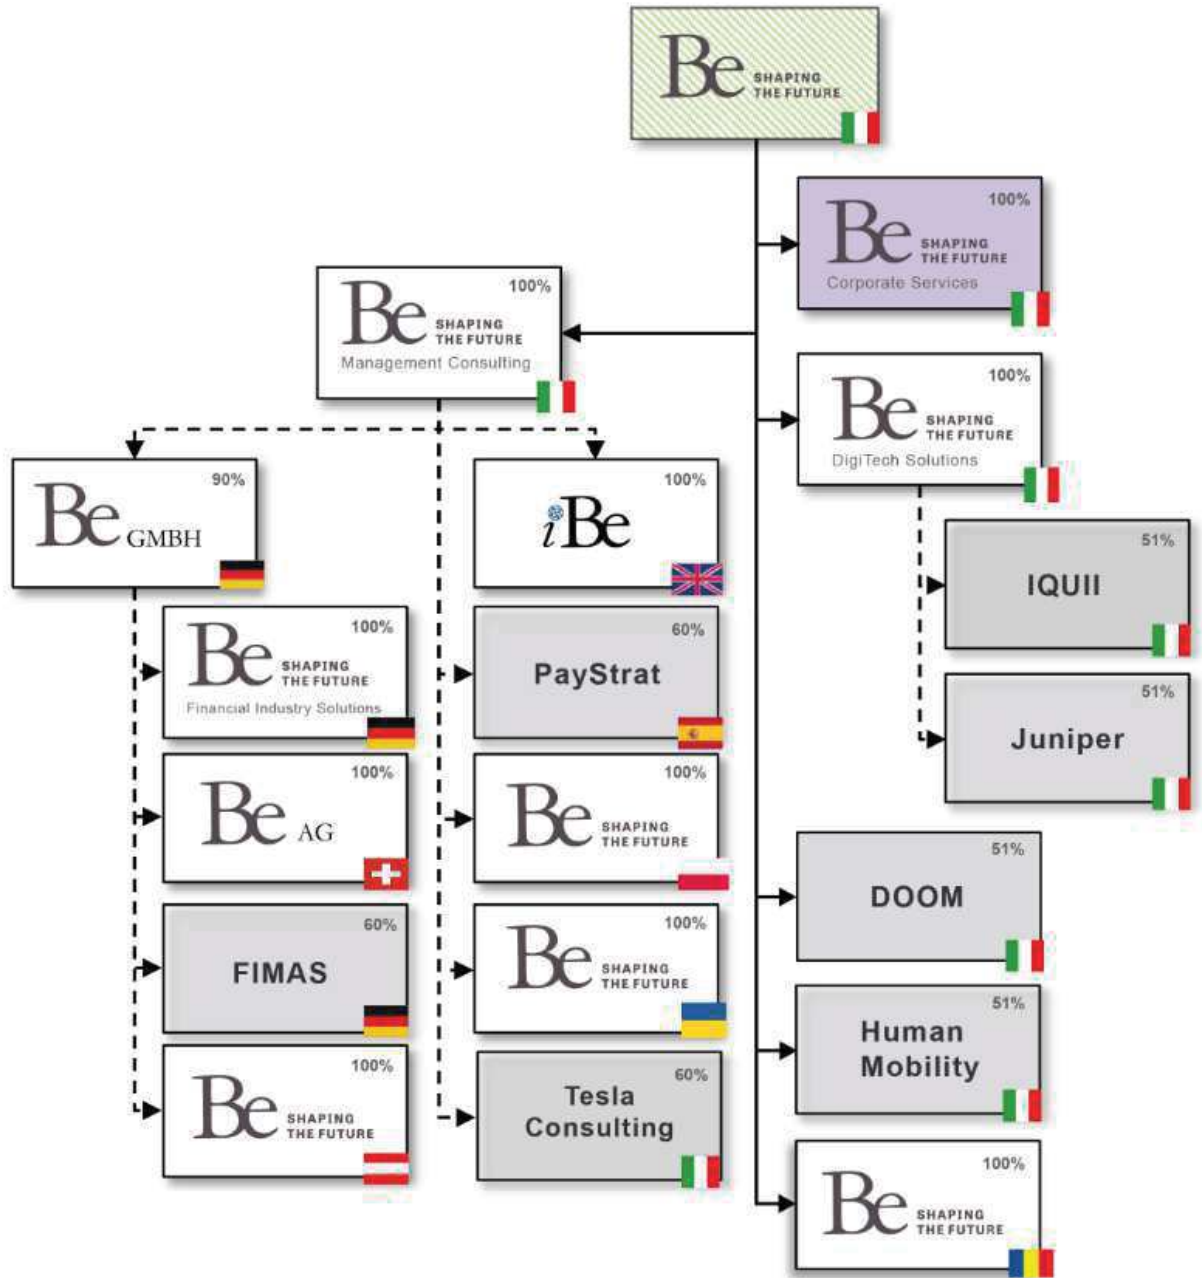 Be SHAPING
THE FUTURE
100%
Be SHAPING
THE FUTURE
Corporate Services
100%
Be SHAPING
THE FUTURE
Management Consulting
100%
Be SHAPING
THE FUTURE
DigiTech Solutions
90%
Be GMBH
100%
iBe
51%
IQUII
100%
Be SHAPING
THE FUTURE
Financial Industry Solutions
60%
PayStrat
51%
Juniper
100%
Be AG
100%
Be SHAPING
THE FUTURE
51%
DOOM
60%
FIMAS
100%
Be SHAPING
THE FUTURE
51%
Human
Mobility
100%
Be SHAPING
THE FUTURE
60%
Tesla
Consulting
100%
Be SHAPING
THE FUTURE